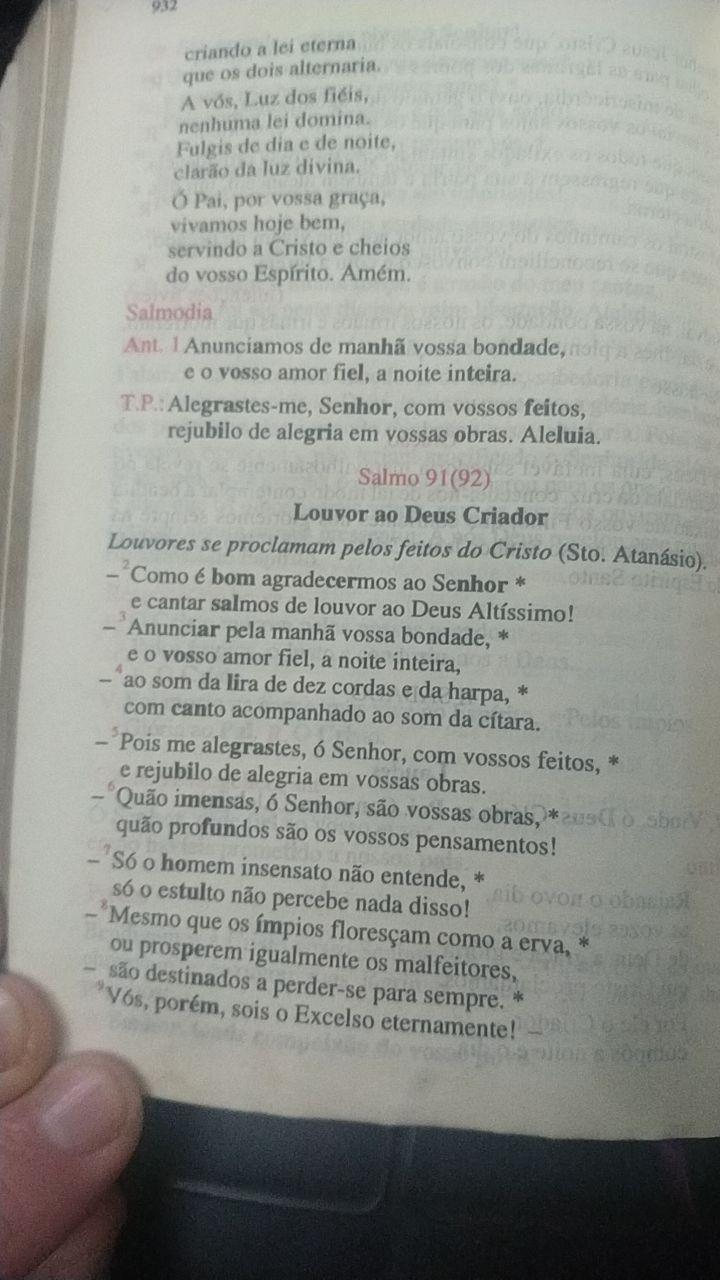 932
criando a lei eterna
que os dois alternaria.
A vós, Luz dos fiéis,
nenhuma lei domina.
Fulgis de dia e de noite,
clarão da luz divina.
Ó Pai, por vossa graça,
vivamos hoje bem,
servindo a Cristo e cheios
do vosso Espírito. Amém.
Salmodia
Ant. 1 Anunciamos de manhã vossa bondade,
e o vosso amor fiel, a noite inteira.
T.P.: Alegrastes-me, Senhor, com vossos feitos,
rejubilo de alegria em vossas obras. Aleluia.
Salmo 91(92)
Louvor ao Deus Criador
Louvores se proclamam pelos feitos do Cristo (Sto. Atanásio).
– 2 Como é bom agradecermos ao Senhor *
e cantar salmos de louvor ao Deus Altíssimo!
– 3 Anunciar pela manhã vossa bondade, *
e o vosso amor fiel, a noite inteira,
– 4 ao som da lira de dez cordas e da harpa, *
com canto acompanhado ao som da cítara.
– 5 Pois me alegrastes, ó Senhor, com vossos feitos, *
e rejubilo de alegria em vossas obras.
– 6 Quão imensas, ó Senhor, são vossas obras, *
quão profundos são os vossos pensamentos!
– 7 Só o homem insensato não entende, *
só o estulto não percebe nada disso!
– 8 Mesmo que os ímpios floresçam como a erva, *
ou prosperem igualmente os malfeitores,
– são destinados a perder-se para sempre. *
9 Vós, porém, sois o Excelso eternamente! –